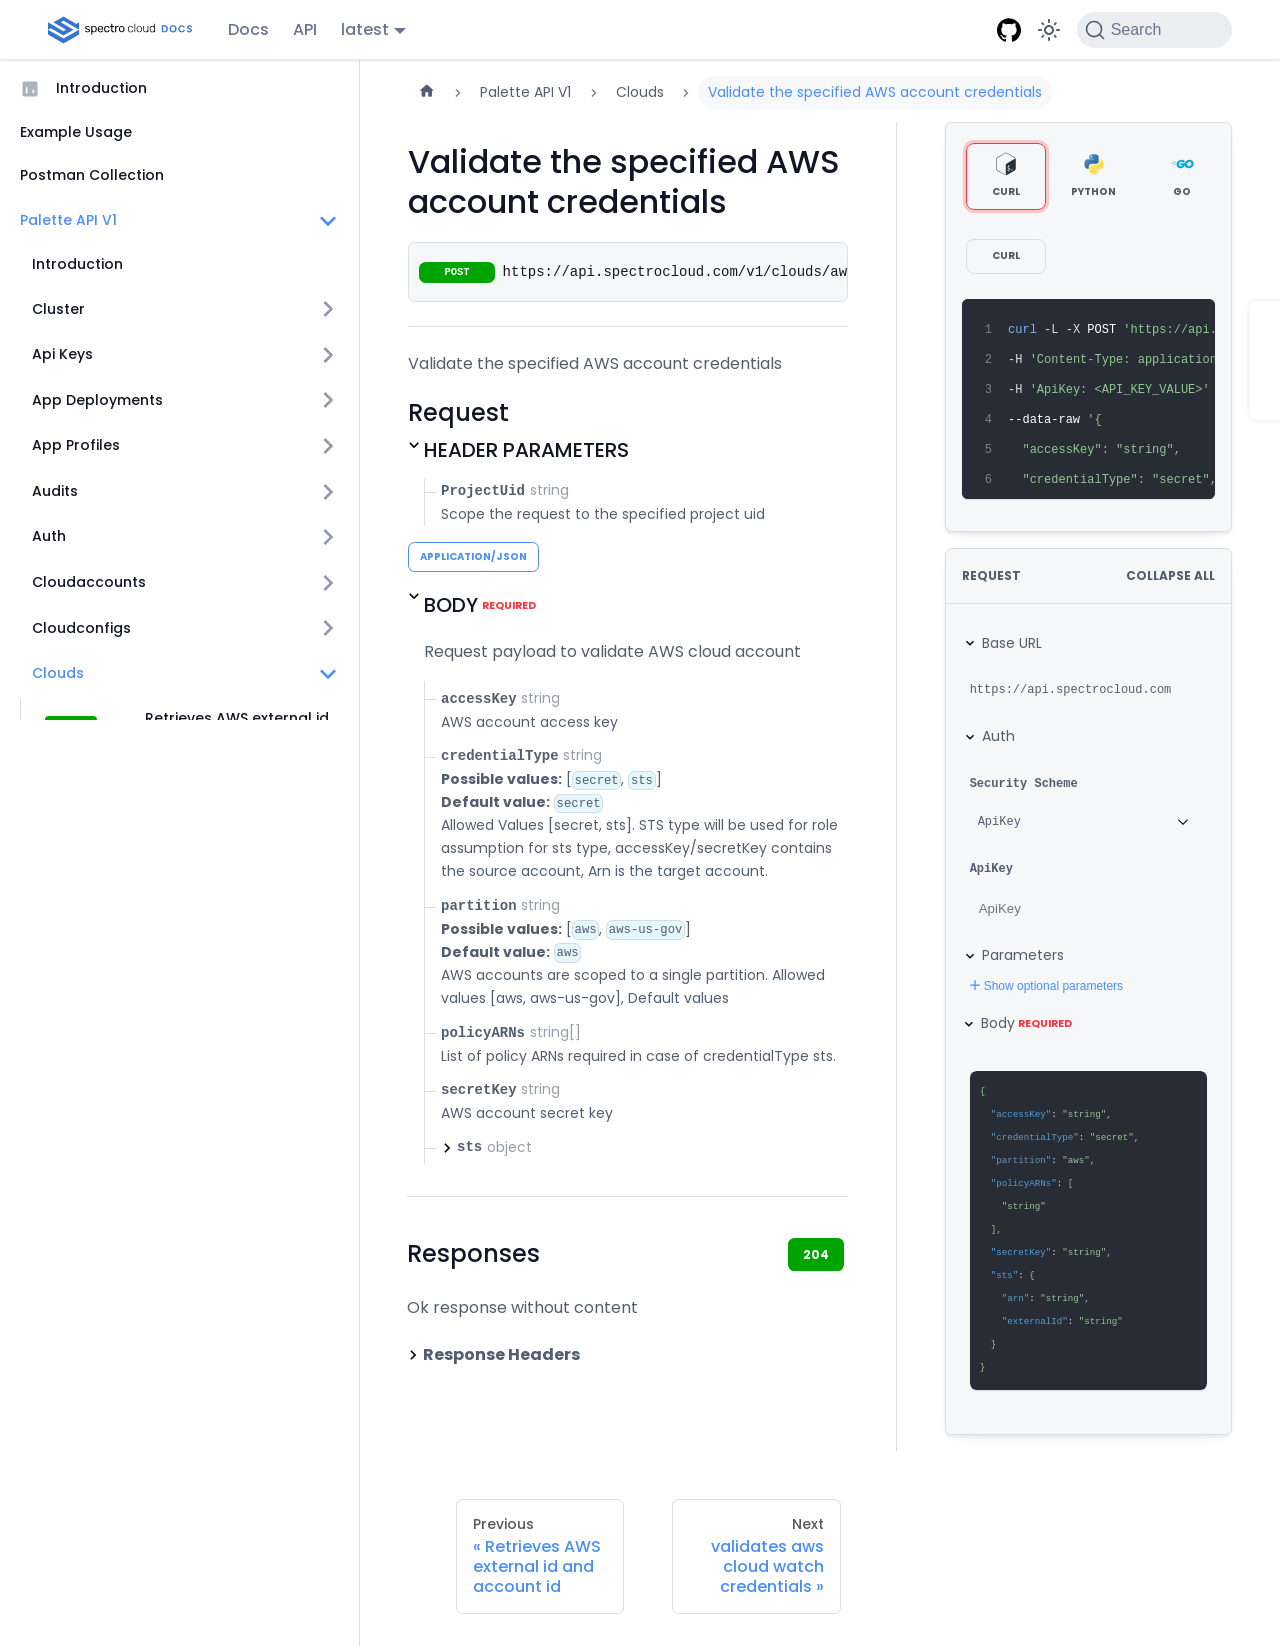 spectro cloud DOCS
Docs
API
latest
Search
Introduction
Example Usage
Postman Collection
Palette API V1
Introduction
Cluster
Api Keys
App Deployments
App Profiles
Audits
Auth
Cloudaccounts
Cloudconfigs
Clouds
Retrieves AWS external id
Palette API V1
Clouds
Validate the specified AWS account credentials
Validate the specified AWS
account credentials
POST https://api.spectrocloud.com/v1/clouds/aw
Validate the specified AWS account credentials
Request
HEADER PARAMETERS
ProjectUid string
Scope the request to the specified project uid
APPLICATION/JSON
BODY REQUIRED
Request payload to validate AWS cloud account
accessKey string
AWS account access key
credentialType string
Possible values: [secret, sts]
Default value: secret
Allowed Values [secret, sts]. STS type will be used for role
assumption for sts type, accessKey/secretKey contains
the source account, Arn is the target account.
partition string
Possible values: [aws, aws-us-gov]
Default value: aws
AWS accounts are scoped to a single partition. Allowed
values [aws, aws-us-gov], Default values
policyARNs string[]
List of policy ARNs required in case of credentialType sts.
secretKey string
AWS account secret key
sts object
Responses
204
Ok response without content
Response Headers
Previous
« Retrieves AWS
external id and
account id
Next
validates aws
cloud watch
credentials »
CURL
PYTHON
GO
CURL
1 curl -L -X POST 'https://api.
2 -H 'Content-Type: application
3 -H 'ApiKey: <API_KEY_VALUE>'
4 --data-raw '{
5 "accessKey": "string",
6 "credentialType": "secret",
REQUEST
COLLAPSE ALL
Base URL
https://api.spectrocloud.com
Auth
Security Scheme
ApiKey
ApiKey
ApiKey
Parameters
+ Show optional parameters
Body REQUIRED
{
"accessKey": "string",
"credentialType": "secret",
"partition": "aws",
"policyARNs": [
"string"
],
"secretKey": "string",
"sts": {
"arn": "string",
"externalId": "string"
}
}